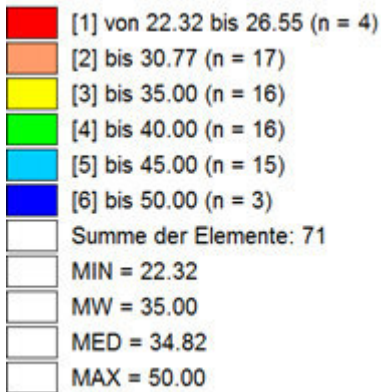 [1] von 22.32 bis 26.55 (n = 4)
[2] bis 30.77 (n = 17)
[3] bis 35.00 (n = 16)
[4] bis 40.00 (n = 16)
[5] bis 45.00 (n = 15)
[6] bis 50.00 (n = 3)
Summe der Elemente: 71
MIN = 22.32
MW = 35.00
MED = 34.82
MAX = 50.00